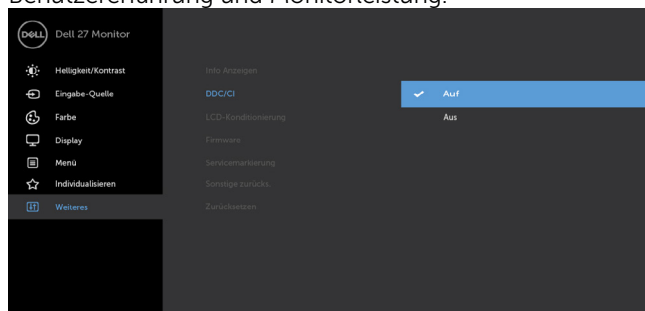 Benutzererfahrung und Monitorleistung.
DELL
Dell 27 Monitor
Helligkeit/Kontrast
Info Anzeigen
Eingabe-Quelle
DDC/CI
Auf
Farbe
LCD-Konditionierung
Aus
Display
Firmware
Menü
Servicemarkierung
Individualisieren
Sonstige zurücks.
Weiteres
Zurücksetzen